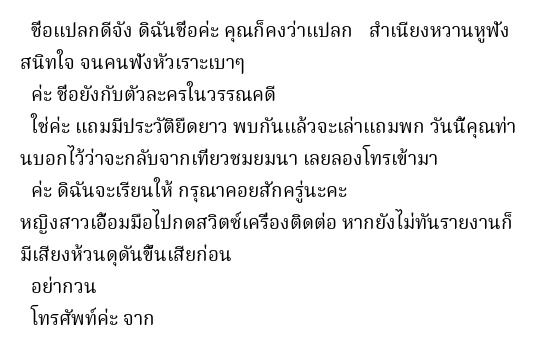 ชื่อแปลกดีจัง ดิฉันชื่อค่ะ คุณก็คงว่าแปลก   สำเนียงหวานหูฟัง
สนิทใจ จนคนฟังหัวเราะเบาๆ
ค่ะ ชื่อยังกับตัวละครในวรรณคดี
ใช่ค่ะ แถมมีประวัติยืดยาว พบกันแล้วจะเล่าแถมพก วันนี้คุณท่า
นบอกไว้ว่าจะกลับจากเที่ยวชมยมนา เลยลองโทรเข้ามา
ค่ะ ดิฉันจะเรียนให้ กรุณาคอยสักครู่นะคะ
หญิงสาวเอื้อมมือไปกดสวิตซ์เครื่องติดต่อ หากยังไม่ทันรายงานก็
มีเสียงห้วนดุดันขึ้นเสียก่อน
อย่ากวน
โทรศัพท์ค่ะ จาก